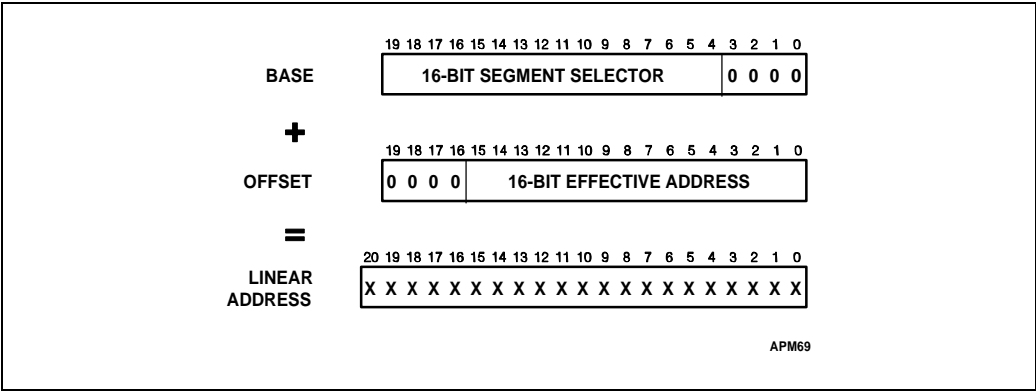 19 18 17 16 15 14 13 12 11 10 9 8 7 6 5 4 3 2 1 0
BASE 16-BIT SEGMENT SELECTOR 0 0 0 0
+
19 18 17 16 15 14 13 12 11 10 9 8 7 6 5 4 3 2 1 0
OFFSET 0 0 0 0 16-BIT EFFECTIVE ADDRESS
=
20 19 18 17 16 15 14 13 12 11 10 9 8 7 6 5 4 3 2 1 0
LINEAR
ADDRESS
X X X X X X X X X X X X X X X X X X X X X
APM69